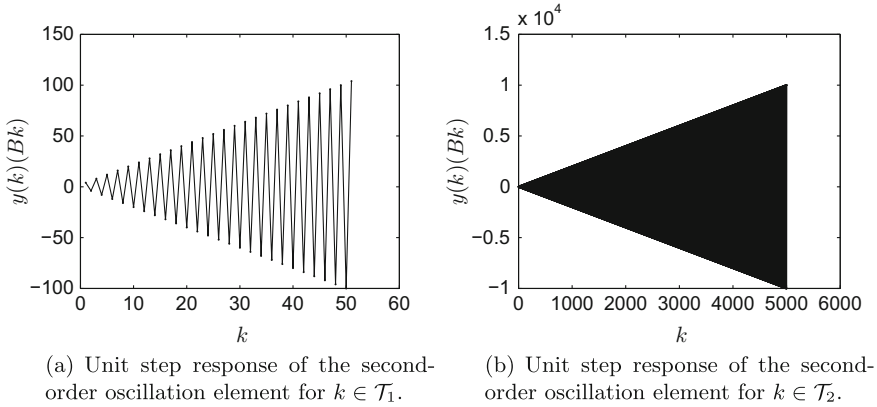 150
100
50
0
−50
−100
0 10 20 30 40 50 60
y(k)(Bk)
k
x 10^4
1.5
1
0.5
0
−0.5
−1
0 1000 2000 3000 4000 5000 6000
y(k)(Bk)
k
(a) Unit step response of the second-
order oscillation element for k ∈ 𝒯₁.
(b) Unit step response of the second-
order oscillation element for k ∈ 𝒯₂.